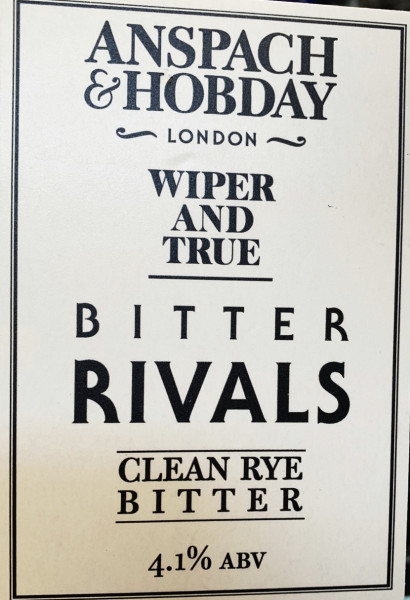 ANSPACH
&HOBDAY
LONDON
WIPER
AND
TRUE
BITTER
RIVALS
CLEAN RYE
BITTER
4.1% ABV